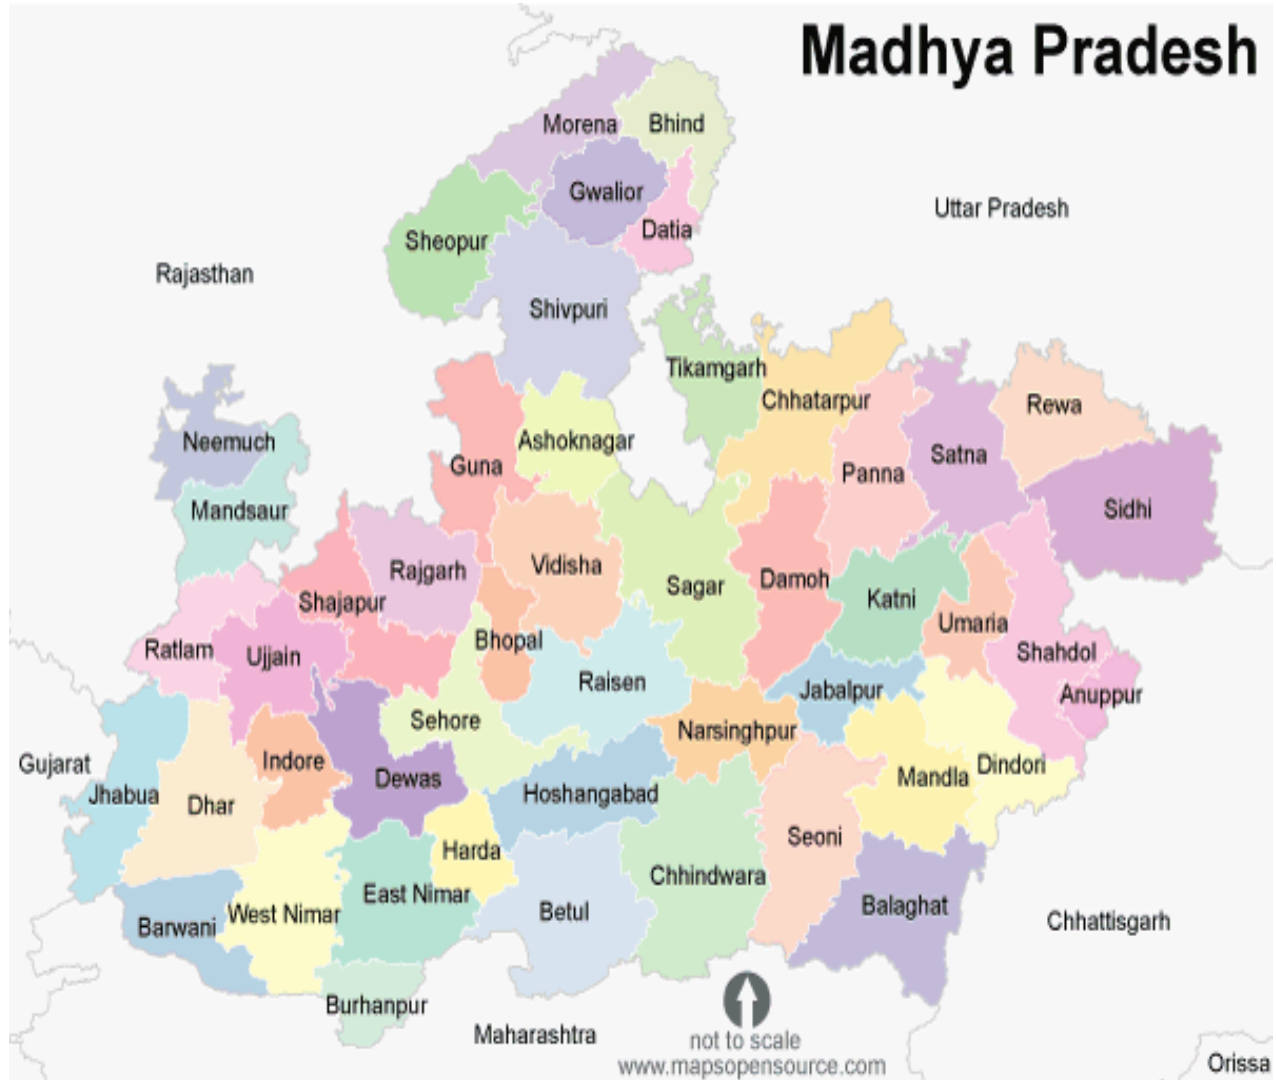 Madhya Pradesh
Morena
Bhind
Gwalior
Uttar Pradesh
Datia
Sheopur
Rajasthan
Shivpuri
Tikamgarh
Chhatarpur
Rewa
Neemuch
Ashoknagar
Satna
Guna
Panna
Mandsaur
Sidhi
Vidisha
Rajgarh
Damoh
Sagar
Katni
Shajapur
Umaria
Bhopal
Ratlam
Shahdol
Ujjain
Raisen
Jabalpur
Anuppur
Sehore
Narsinghpur
Indore
Gujarat
Dindori
Dewas
Mandla
Jhabua
Hoshangabad
Dhar
Seoni
Harda
Chhindwara
East Nimar
Balaghat
Betul
West Nimar
Chhattisgarh
Barwani
Burhanpur
Maharashtra
not to scale
Orissa
www.mapsopensource.com